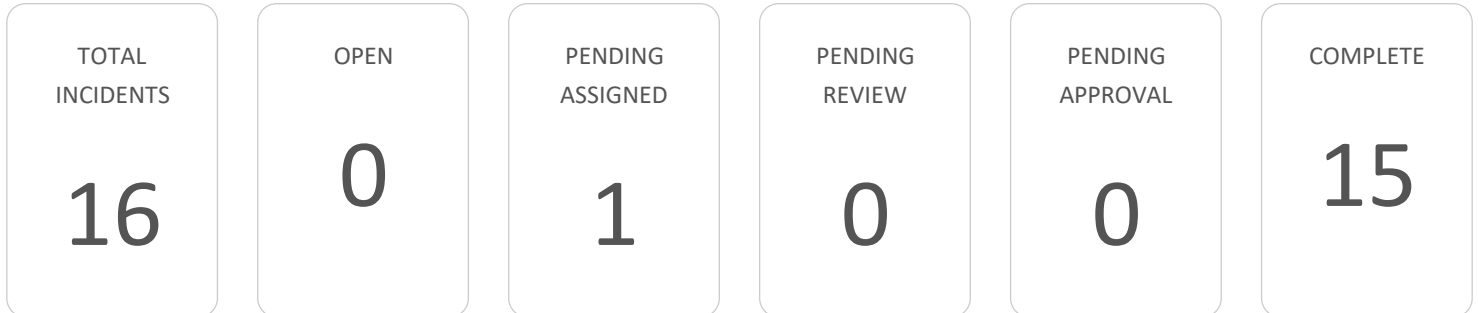 TOTAL
INCIDENTS
16
OPEN
0
PENDING
ASSIGNED
1
PENDING
REVIEW
0
PENDING
APPROVAL
0
COMPLETE
15